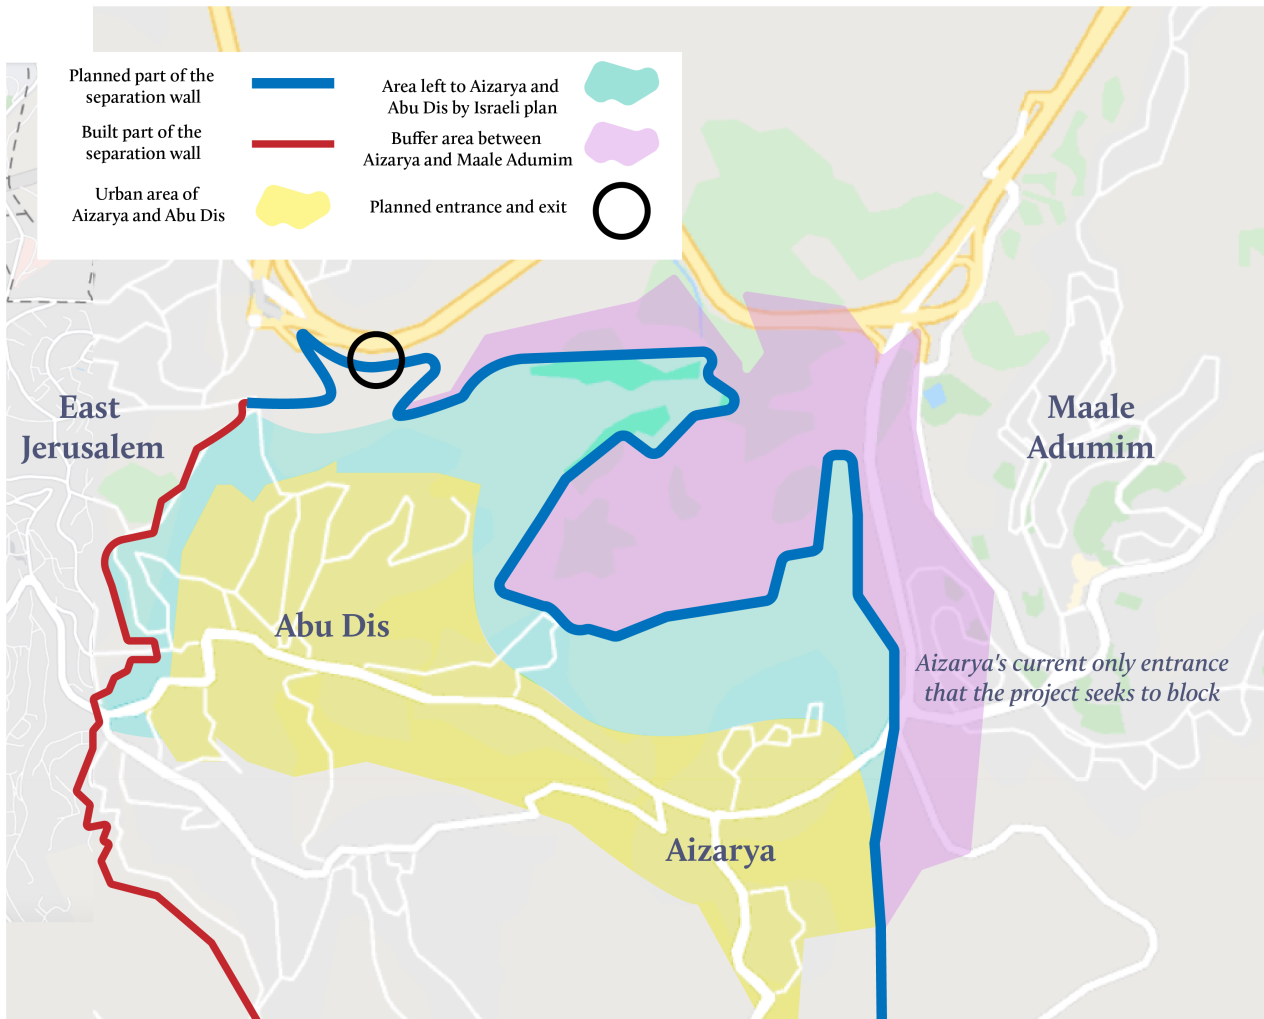 Planned part of the
separation wall
Built part of the
separation wall
Urban area of
Aizarya and Abu Dis
Area left to Aizarya and
Abu Dis by Israeli plan
Buffer area between
Aizarya and Maale Adumim
Planned entrance and exit
East
Jerusalem
Maale
Adumim
Abu Dis
Aizarya's current only entrance
that the project seeks to block
Aizarya